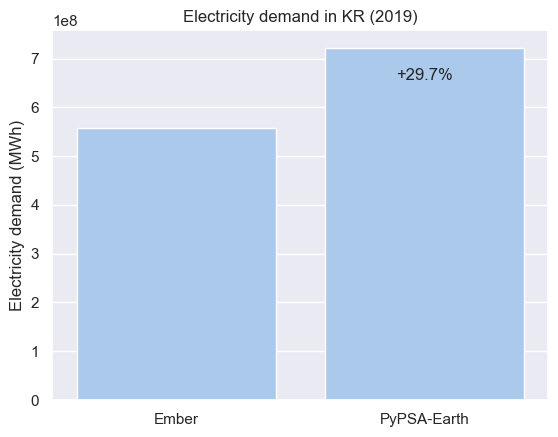 Electricity demand in KR (2019)
1e8
Electricity demand (MWh)
7
6
5
4
3
2
1
0
+29.7%
Ember
PyPSA-Earth